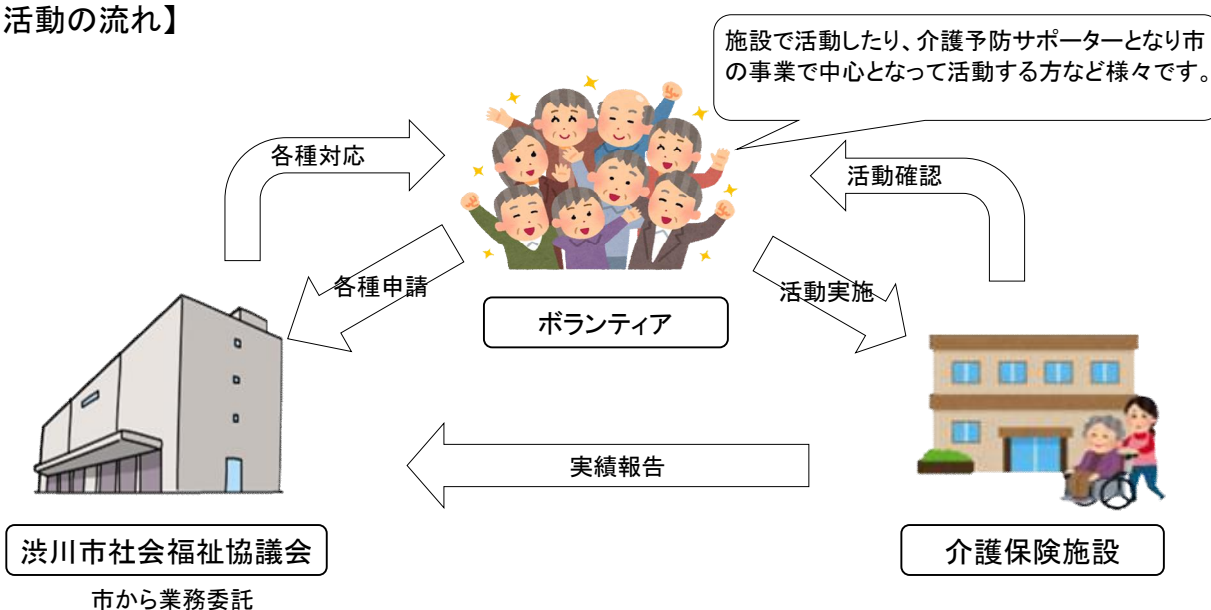 活動の流れ】
施設で活動したり、介護予防サポーターとなり市
の事業で中心となって活動する方など様々です。
各種対応
活動確認
各種申請
活動実施
ボランティア
実績報告
渋川市社会福祉協議会
介護保険施設
市から業務委託